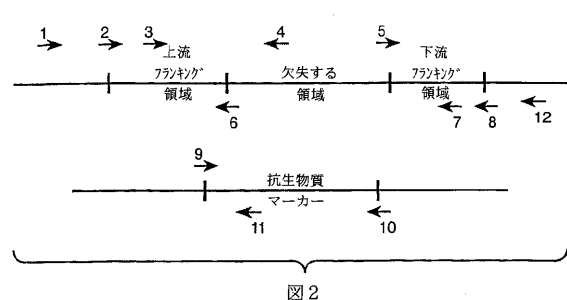 1 2 3 4 5
上流 下流
フランキング 欠失する フランキング
領域 領域 領域
6 7 8 12
9
抗生物質
マーカー
11 10
図2